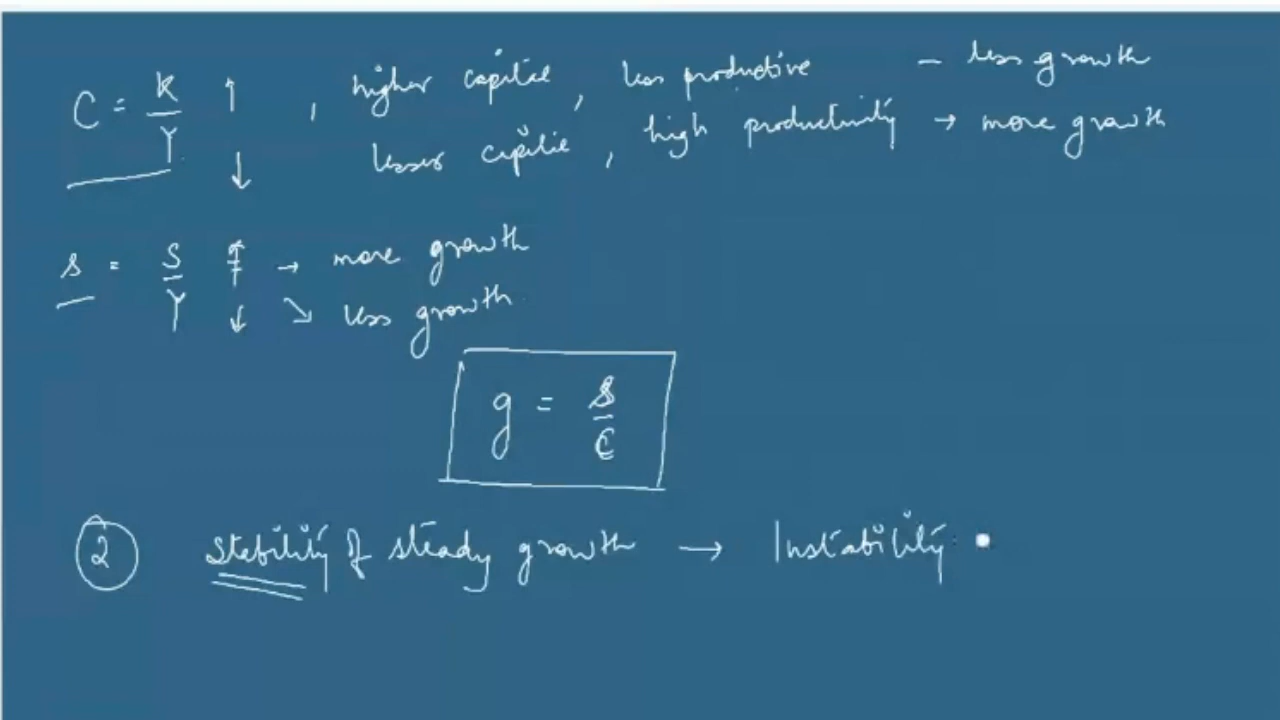 C = K/Y ↑ , higher capital, less productive – less growth
↓ lesser capital, high productivity → more growth
s = S/Y ↑ → more growth
↓ ↘ less growth.
g = s/C
② Stability of steady growth → Instability